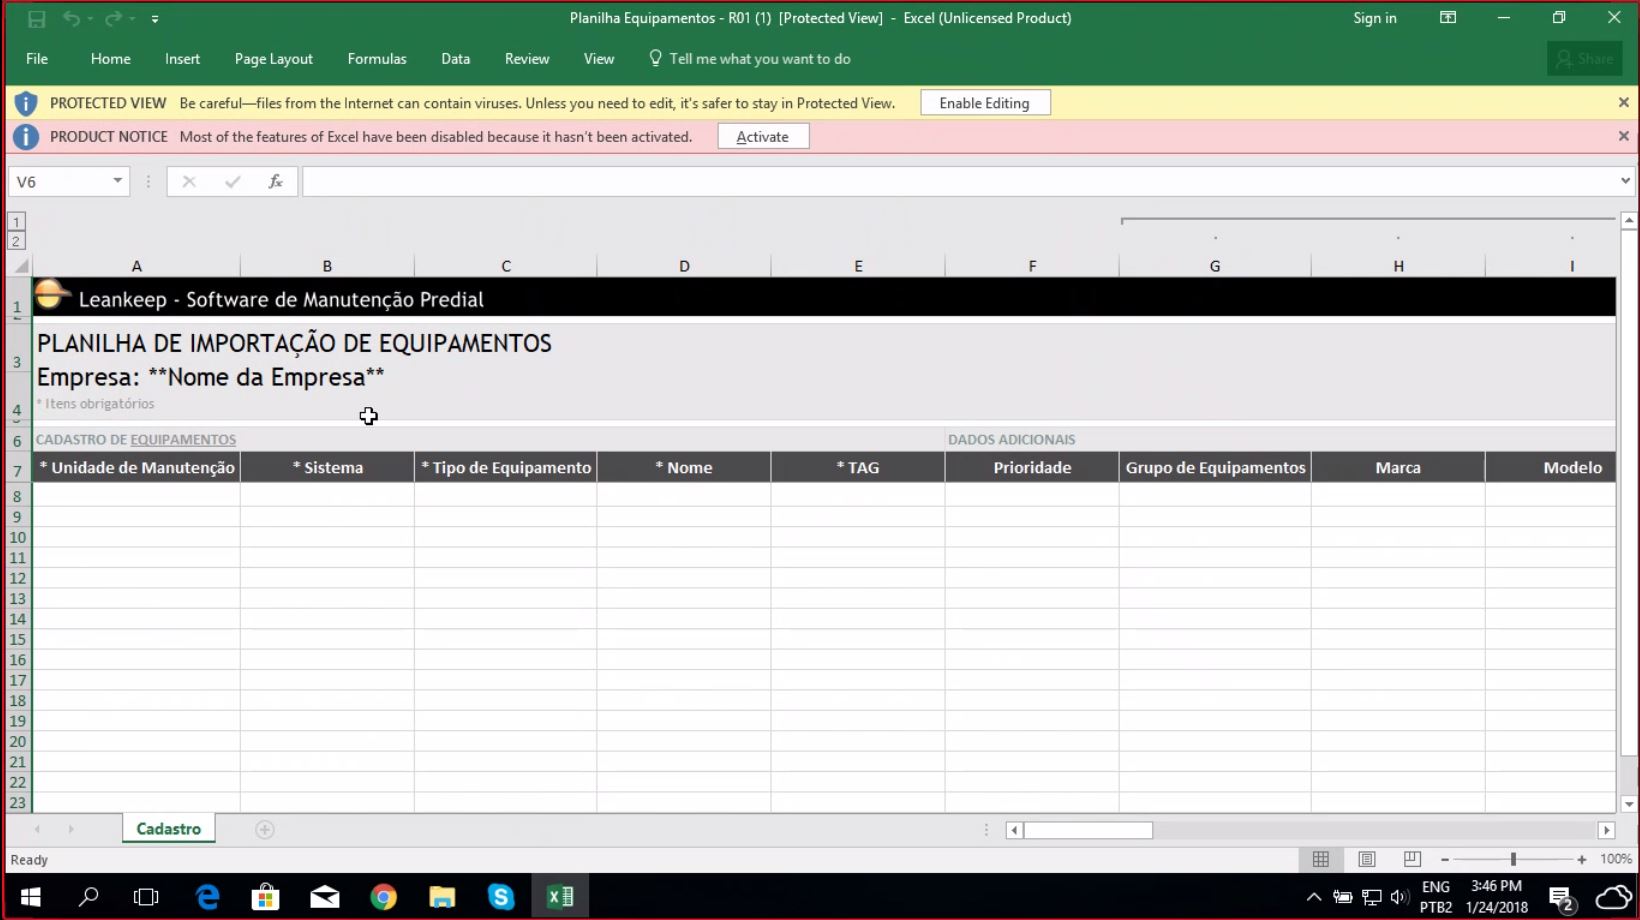 Planilha Equipamentos - R01 (1)  [Protected View]  -  Excel (Unlicensed Product)
Sign in
File
Home
Insert
Page Layout
Formulas
Data
Review
View
Tell me what you want to do
Share
PROTECTED VIEW  Be careful—files from the Internet can contain viruses. Unless you need to edit, it's safer to stay in Protected View.
Enable Editing
PRODUCT NOTICE  Most of the features of Excel have been disabled because it hasn't been activated.
Activate
V6
fx
1
2
A B C D E F G H I
1 Leankeep - Software de Manutenção Predial
3 PLANILHA DE IMPORTAÇÃO DE EQUIPAMENTOS
Empresa: **Nome da Empresa**
4 * Itens obrigatórios
6 CADASTRO DE EQUIPAMENTOS DADOS ADICIONAIS
7 * Unidade de Manutenção * Sistema * Tipo de Equipamento * Nome * TAG Prioridade Grupo de Equipamentos Marca Modelo
8
9
10
11
12
13
14
15
16
17
18
19
20
21
22
23
Cadastro
Ready
100%
ENG
PTB2
3:46 PM
1/24/2018
2